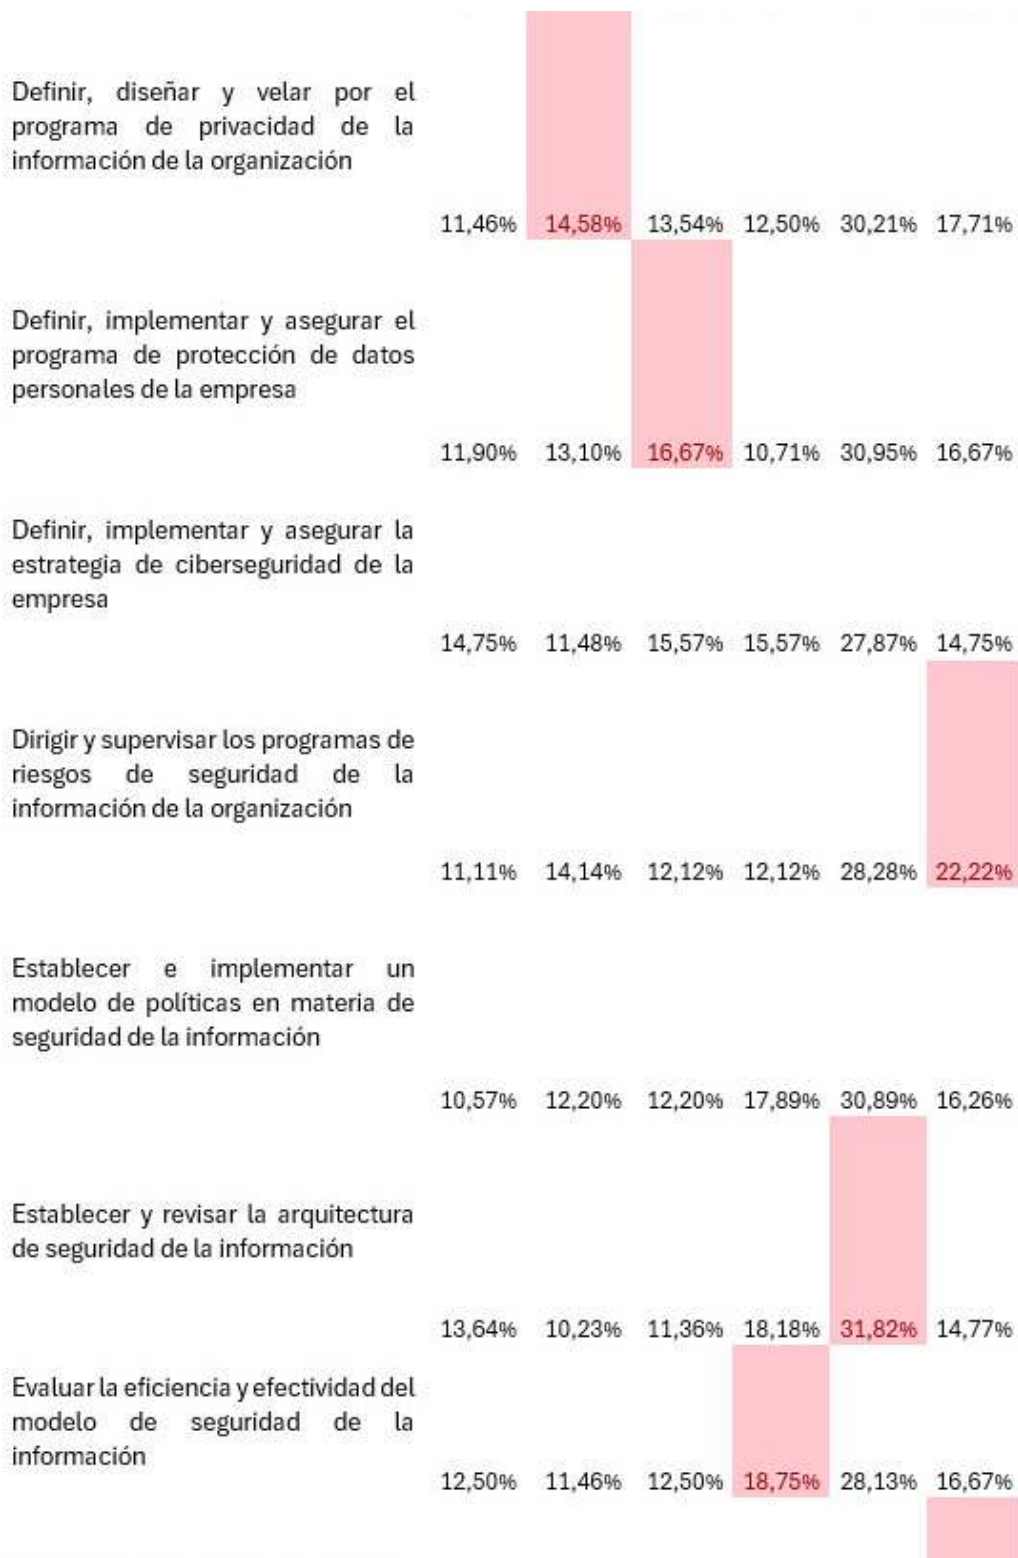 Definir, diseñar y velar por el
programa de privacidad de la
información de la organización
11,46% 14,58% 13,54% 12,50% 30,21% 17,71%
Definir, implementar y asegurar el
programa de protección de datos
personales de la empresa
11,90% 13,10% 16,67% 10,71% 30,95% 16,67%
Definir, implementar y asegurar la
estrategia de ciberseguridad de la
empresa
14,75% 11,48% 15,57% 15,57% 27,87% 14,75%
Dirigir y supervisar los programas de
riesgos de seguridad de la
información de la organización
11,11% 14,14% 12,12% 12,12% 28,28% 22,22%
Establecer e implementar un
modelo de políticas en materia de
seguridad de la información
10,57% 12,20% 12,20% 17,89% 30,89% 16,26%
Establecer y revisar la arquitectura
de seguridad de la información
13,64% 10,23% 11,36% 18,18% 31,82% 14,77%
Evaluar la eficiencia y efectividad del
modelo de seguridad de la
información
12,50% 11,46% 12,50% 18,75% 28,13% 16,67%